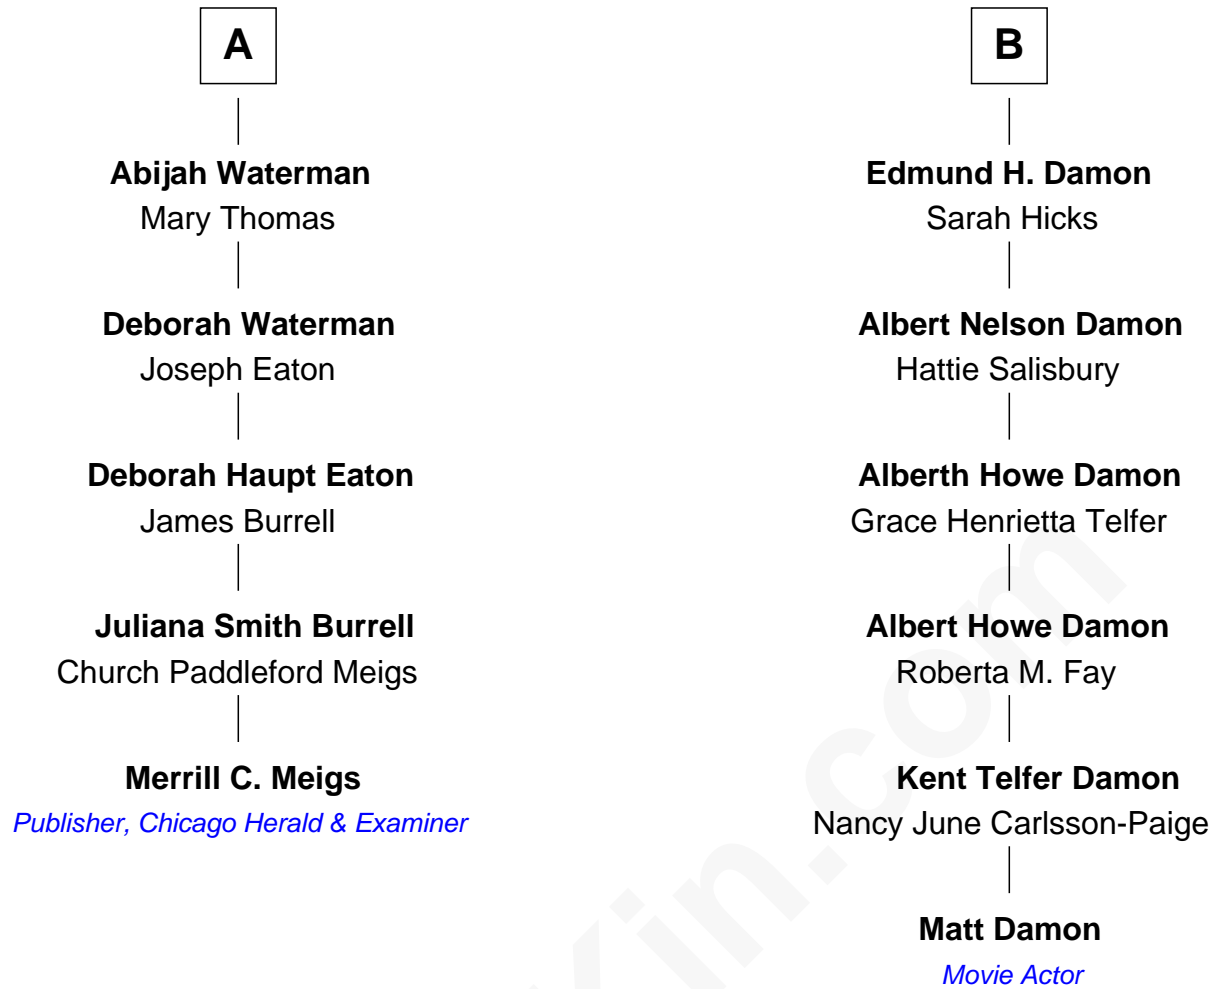 A
Abijah Waterman
Mary Thomas
Deborah Waterman
Joseph Eaton
Deborah Haupt Eaton
James Burrell
Juliana Smith Burrell
Church Paddleford Meigs
Merrill C. Meigs
Publisher, Chicago Herald & Examiner
B
Edmund H. Damon
Sarah Hicks
Albert Nelson Damon
Hattie Salisbury
Alberth Howe Damon
Grace Henrietta Telfer
Albert Howe Damon
Roberta M. Fay
Kent Telfer Damon
Nancy June Carlsson-Paige
Matt Damon
Movie Actor
Kin.com